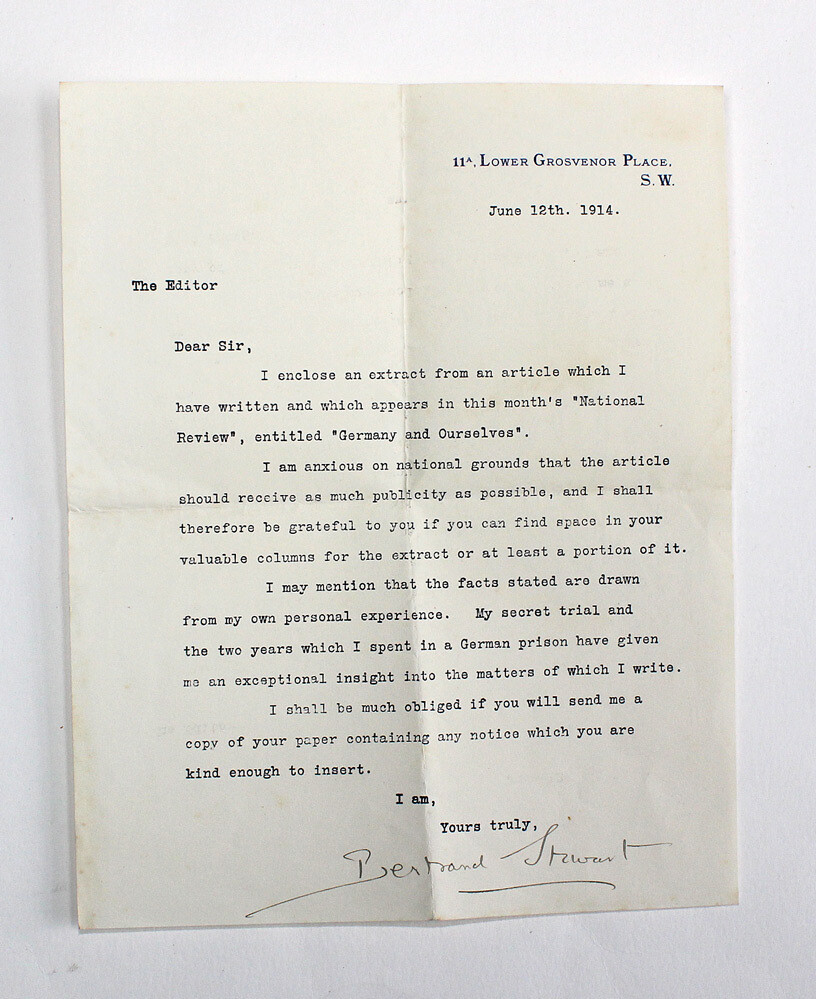 11ᴬ, Lower Grosvenor Place,
S.W.
June 12th. 1914.
The Editor
Dear Sir,
I enclose an extract from an article which I
have written and which appears in this month's "National
Review", entitled "Germany and Ourselves".
I am anxious on national grounds that the article
should receive as much publicity as possible, and I shall
therefore be grateful to you if you can find space in your
valuable columns for the extract or at least a portion of it.
I may mention that the facts stated are drawn
from my own personal experience. My secret trial and
the two years which I spent in a German prison have given
me an exceptional insight into the matters of which I write.
I shall be much obliged if you will send me a
copy of your paper containing any notice which you are
kind enough to insert.
I am,
Yours truly,
Bertrand Stewart